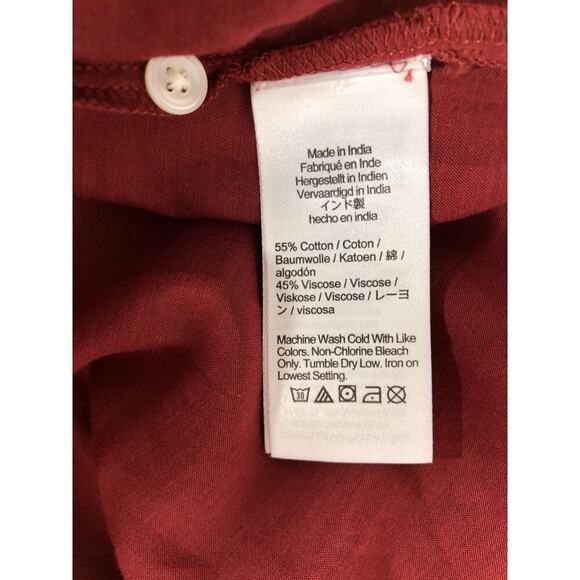 Made in India
Fabriqué en Inde
Hergestellt in Indien
Vervaardigd in India
インド製
hecho en india
55% Cotton / Coton /
Baumwolle / Katoen / 綿 /
algodón
45% Viscose / Viscose /
Viskose / Viscose / レーヨ
ン / viscosa
Machine Wash Cold With Like
Colors. Non-Chlorine Bleach
Only. Tumble Dry Low. Iron on
Lowest Setting.
30